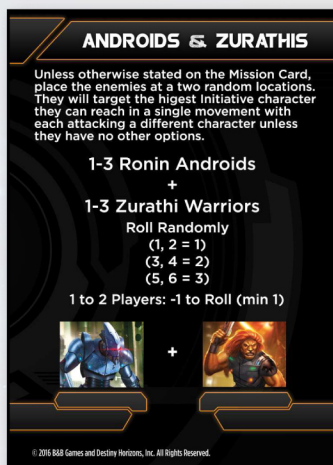 ANDROIDS & ZURATHIS
Unless otherwise stated on the Mission Card,
place the enemies at a two random locations.
They will target the higest Initiative character
they can reach in a single movement with
each attacking a different character unless
they have no other options.
1-3 Ronin Androids
+
1-3 Zurathi Warriors
Roll Randomly
(1, 2 = 1)
(3, 4 = 2)
(5, 6 = 3)
1 to 2 Players: -1 to Roll (min 1)
+
© 2016 B&B Games and Destiny Horizons, Inc. All Rights Reserved.